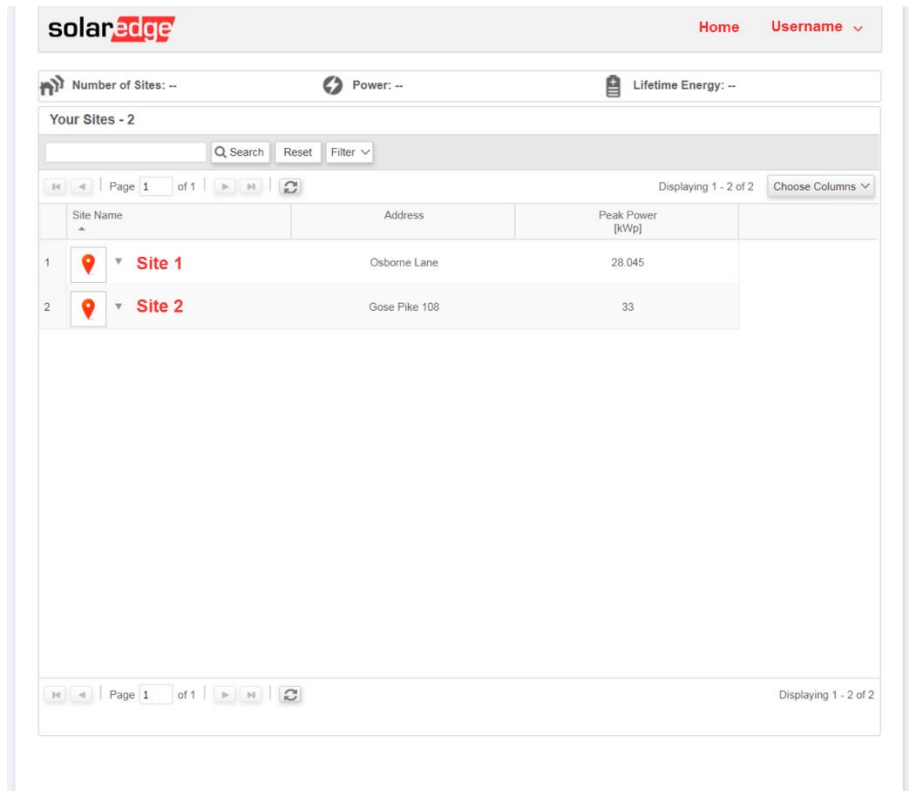 solaredge Home Username
Number of Sites: -- Power: -- Lifetime Energy: --
Your Sites - 2
Search Reset Filter
Page 1 of 1 Displaying 1 - 2 of 2 Choose Columns
Site Name Address Peak Power
[kWp]
1 Site 1 Osborne Lane 28.045
2 Site 2 Gose Pike 108 33
Page 1 of 1 Displaying 1 - 2 of 2